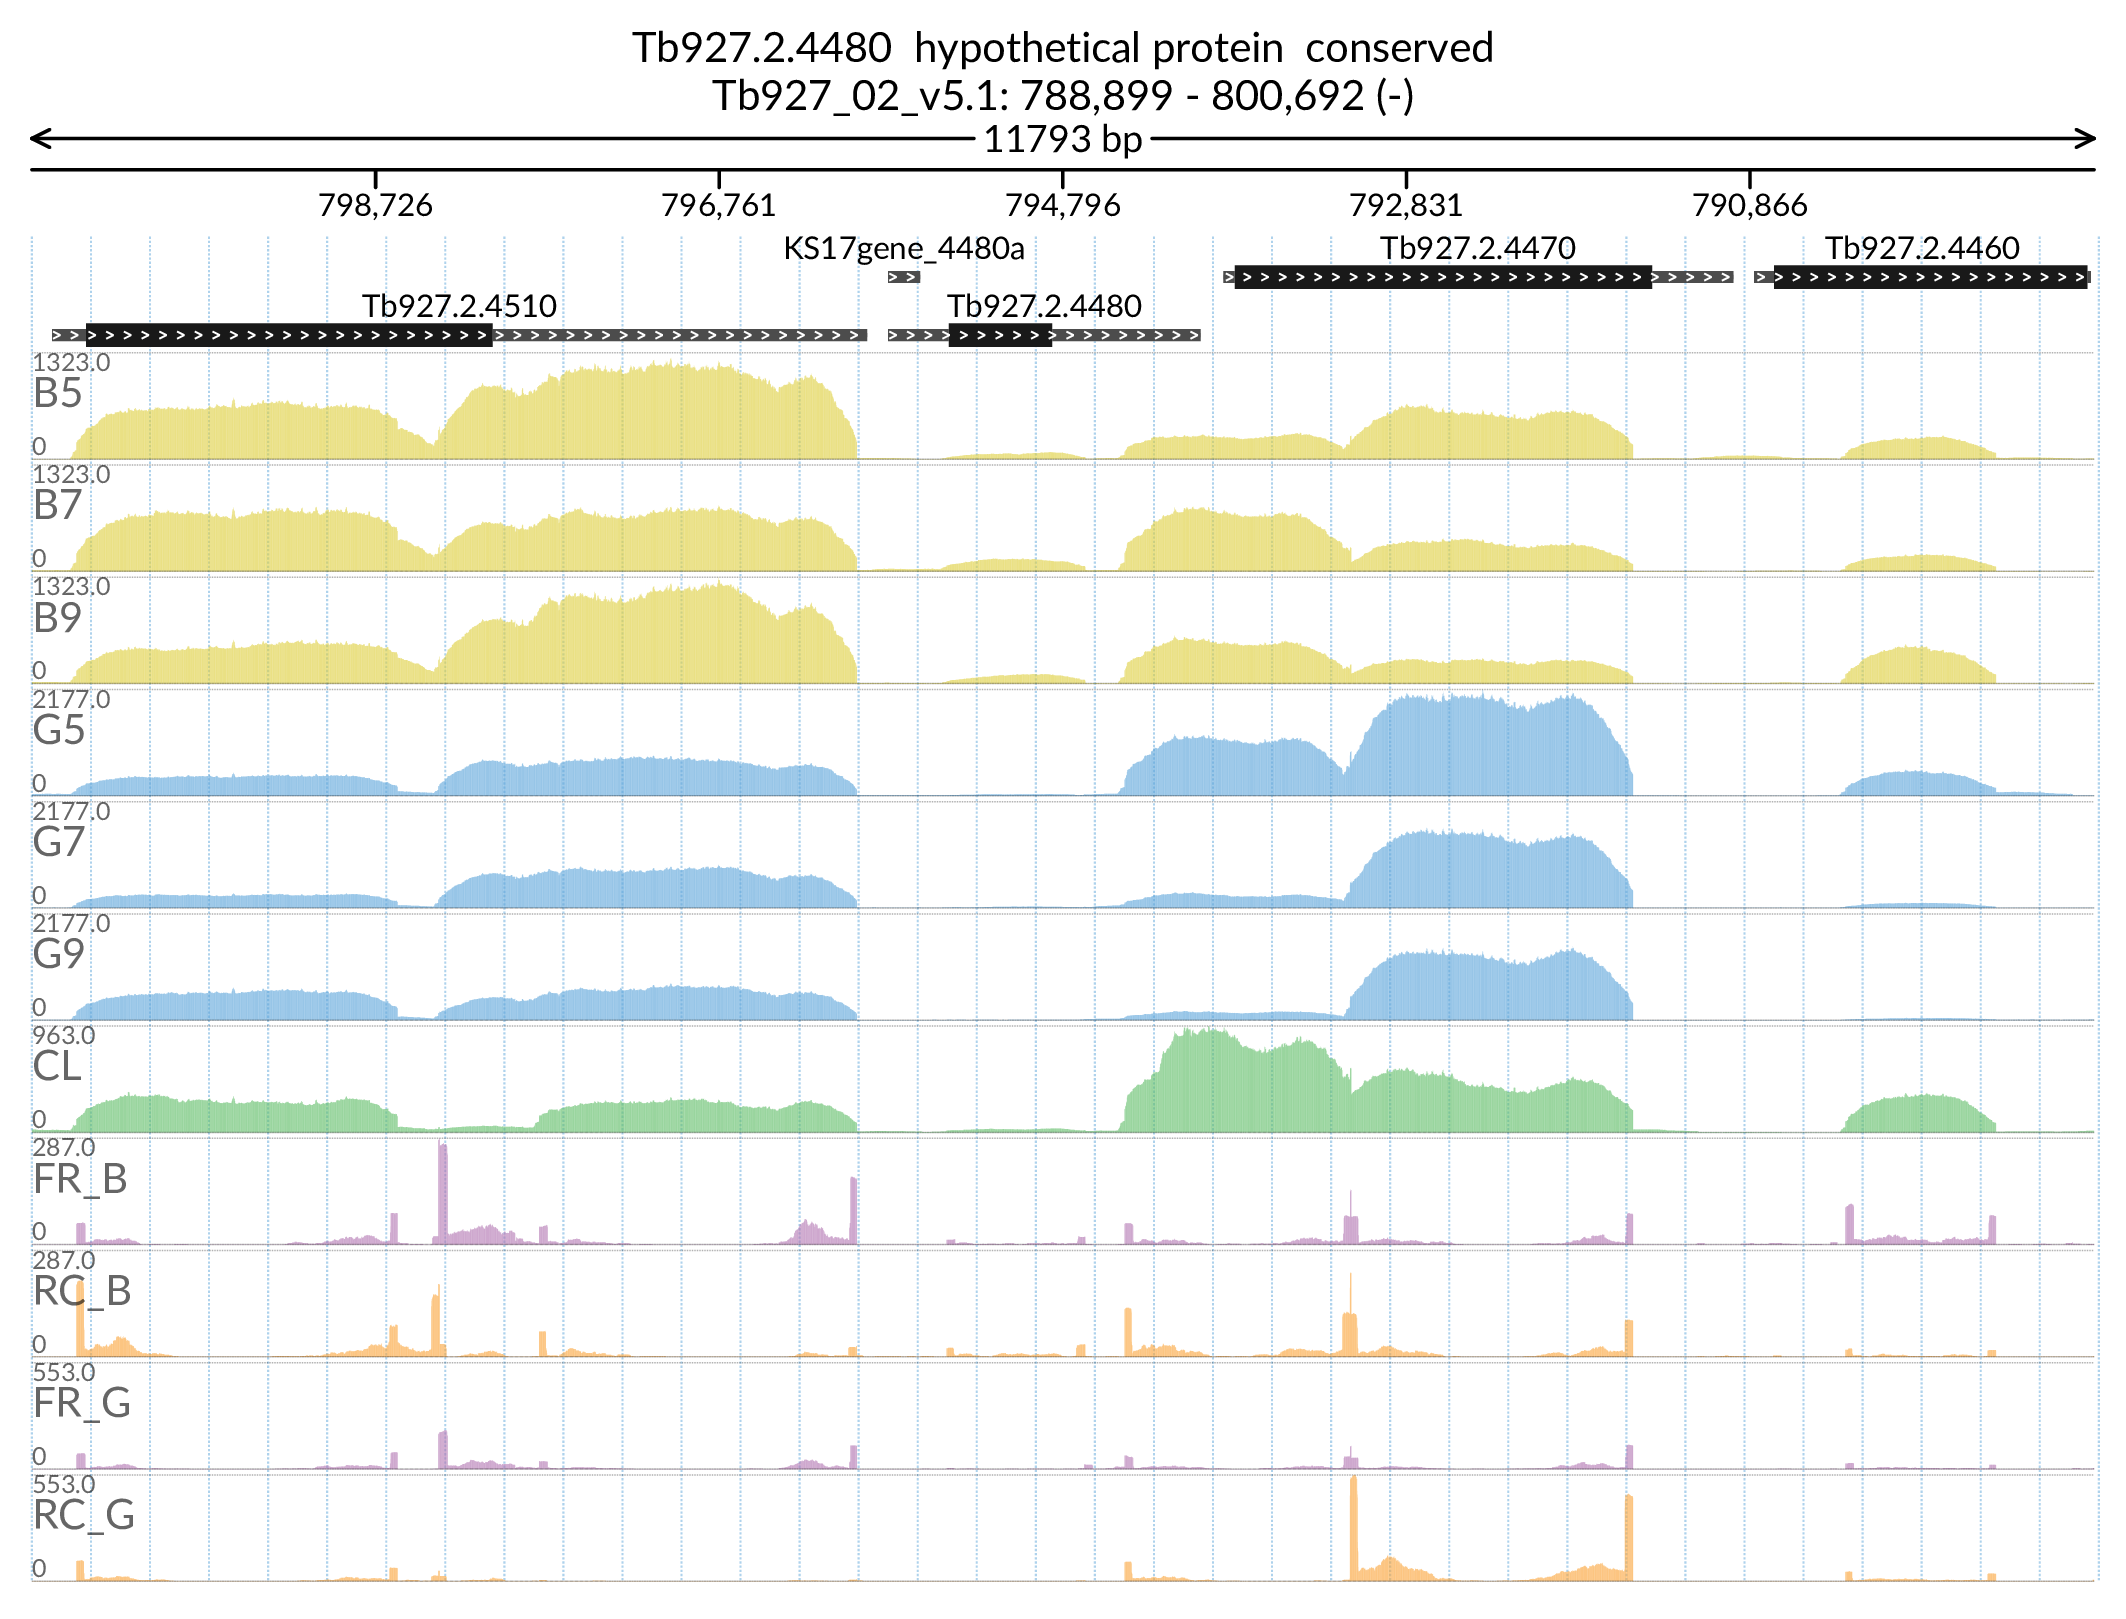 Tb927.2.4480  hypothetical protein  conserved
Tb927_02_v5.1: 788,899 - 800,692 (-)
11793 bp
798,726 796,761 794,796 792,831 790,866
KS17gene_4480a Tb927.2.4470 Tb927.2.4460
Tb927.2.4510 Tb927.2.4480
1323.0
B5
0
1323.0
B7
0
1323.0
B9
0
2177.0
G5
0
2177.0
G7
0
2177.0
G9
0
963.0
CL
0
287.0
FR_B
0
287.0
RC_B
0
553.0
FR_G
0
553.0
RC_G
0